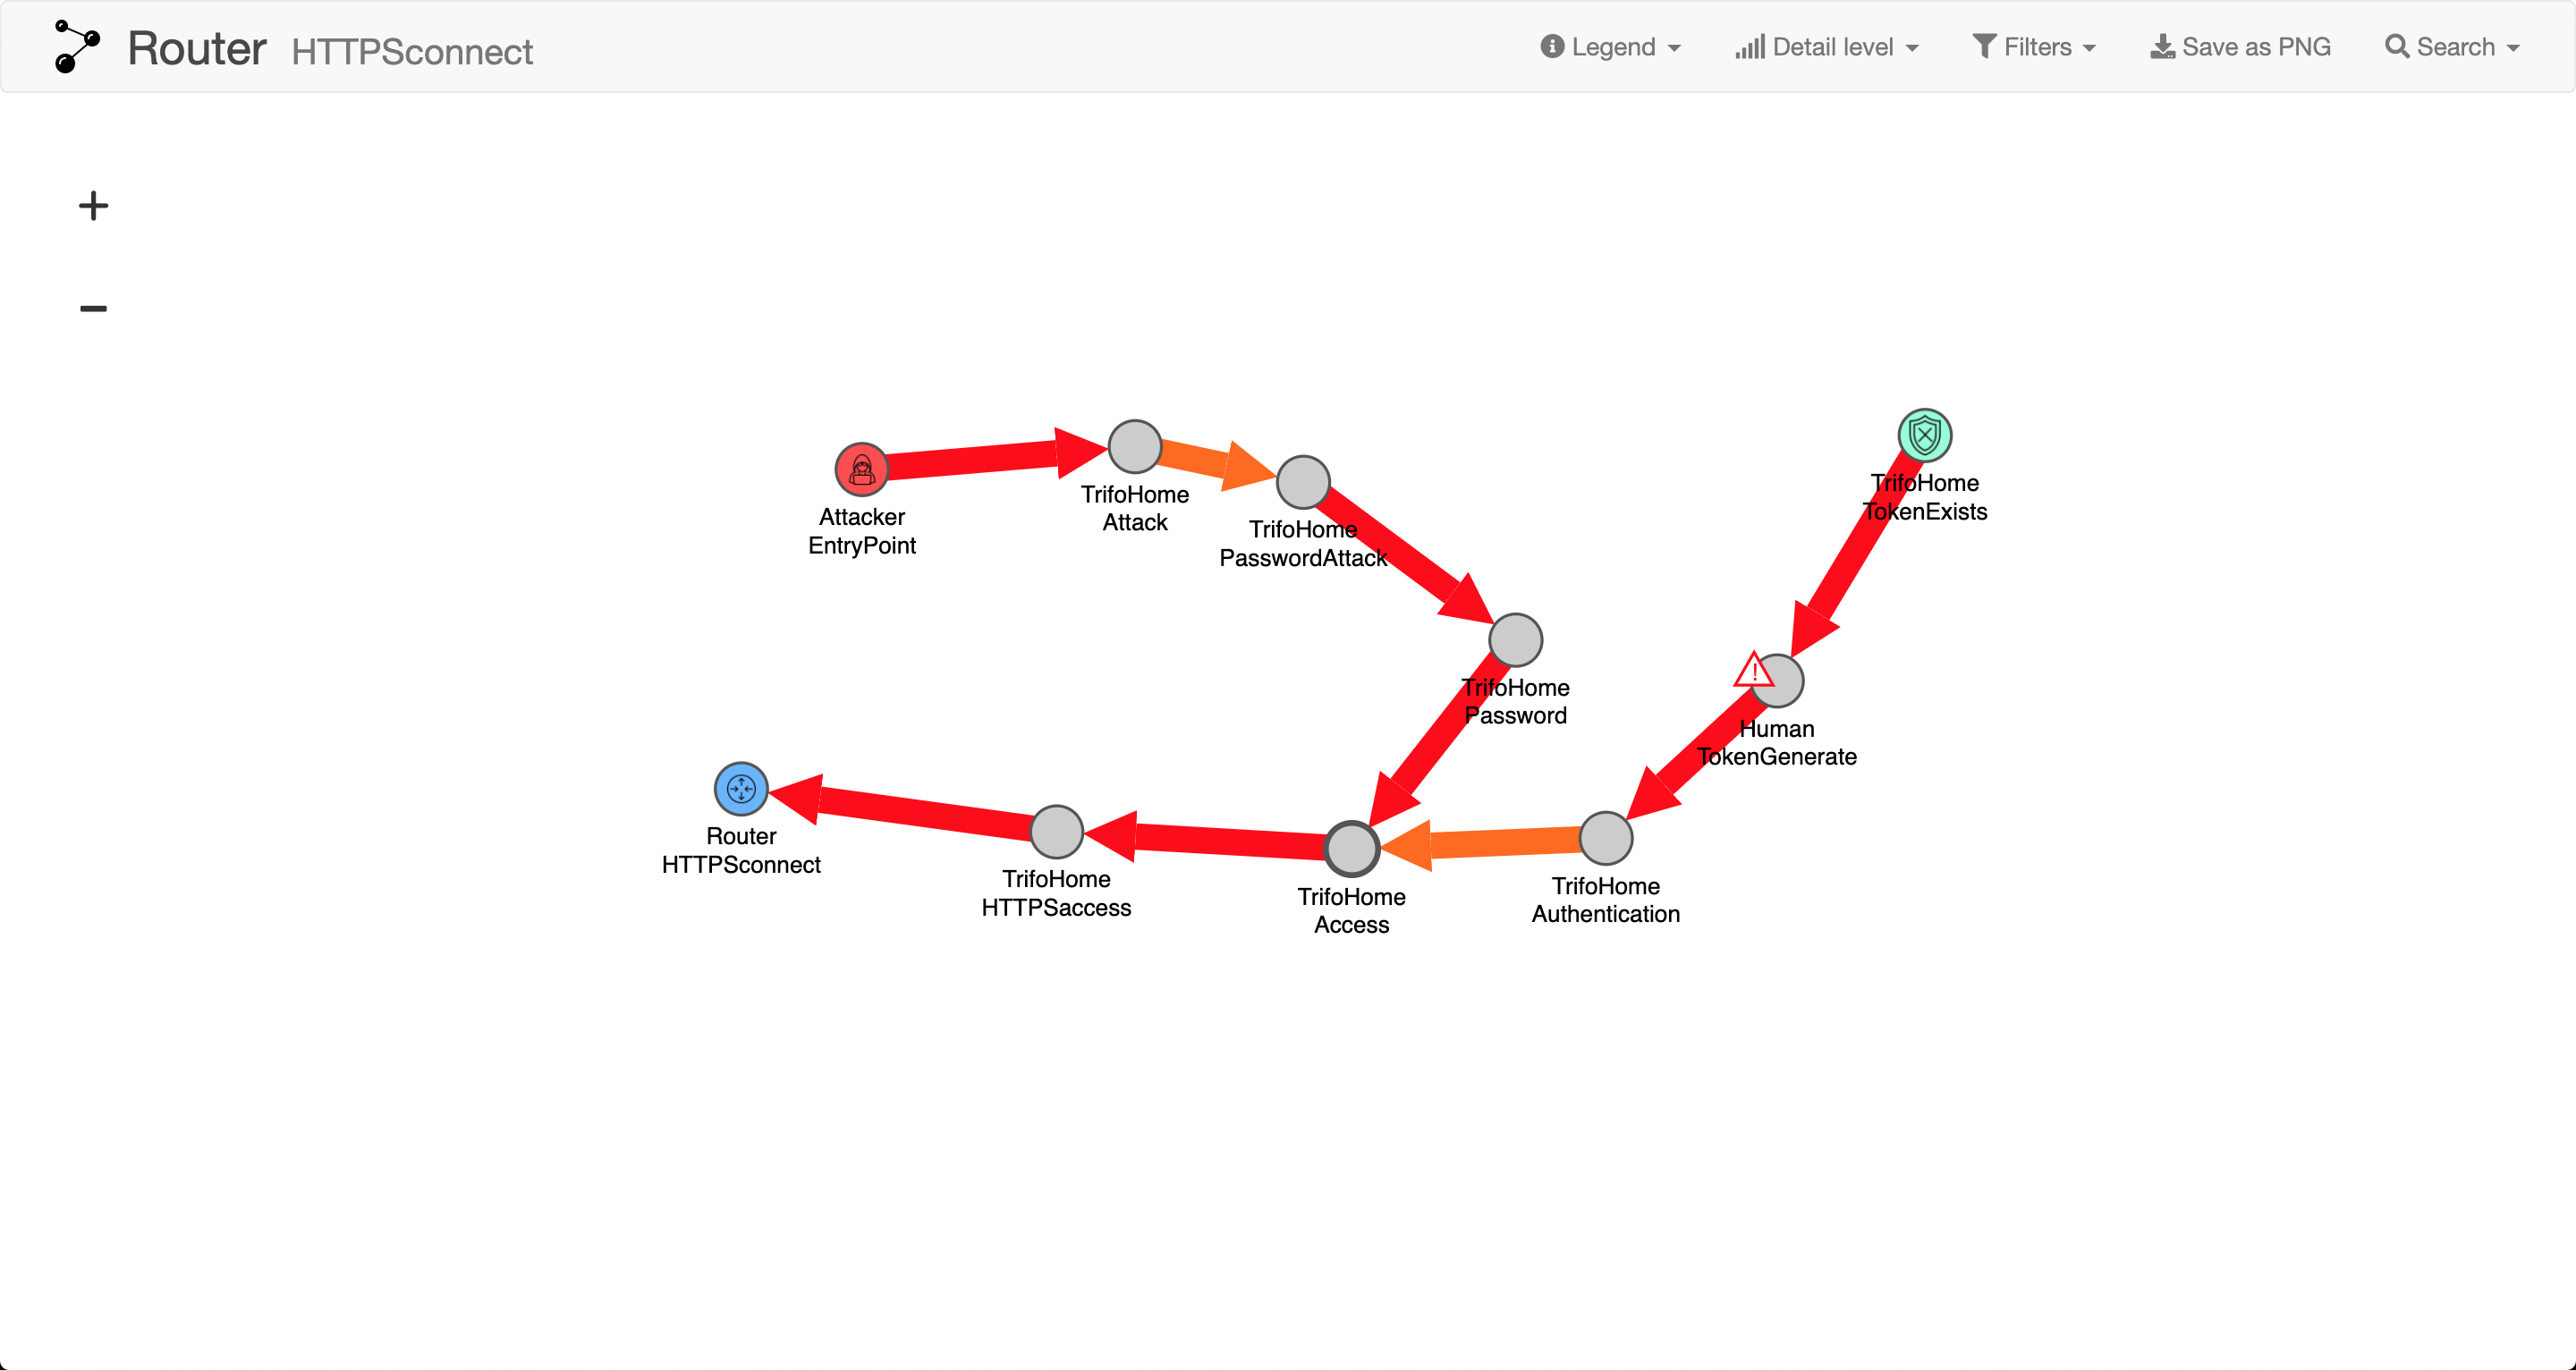 Router HTTPSconnect
Legend Detail level Filters Save as PNG Search
Attacker
EntryPoint
TrifoHome
Attack
TrifoHome
PasswordAttack
TrifoHome
TokenExists
TrifoHome
Password
Human
TokenGenerate
Router
HTTPSconnect
TrifoHome
HTTPSaccess
TrifoHome
Access
TrifoHome
Authentication